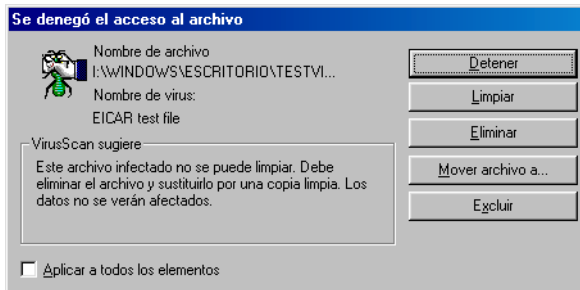 Se denegó el acceso al archivo
Nombre de archivo
I:\WINDOWS\ESCRITORIO\TESTVI...
Nombre de virus:
EICAR test file
VirusScan sugiere
Este archivo infectado no se puede limpiar. Debe
eliminar el archivo y sustituirlo por una copia limpia. Los
datos no se verán afectados.
Aplicar a todos los elementos
Detener
Limpiar
Eliminar
Mover archivo a...
Excluir